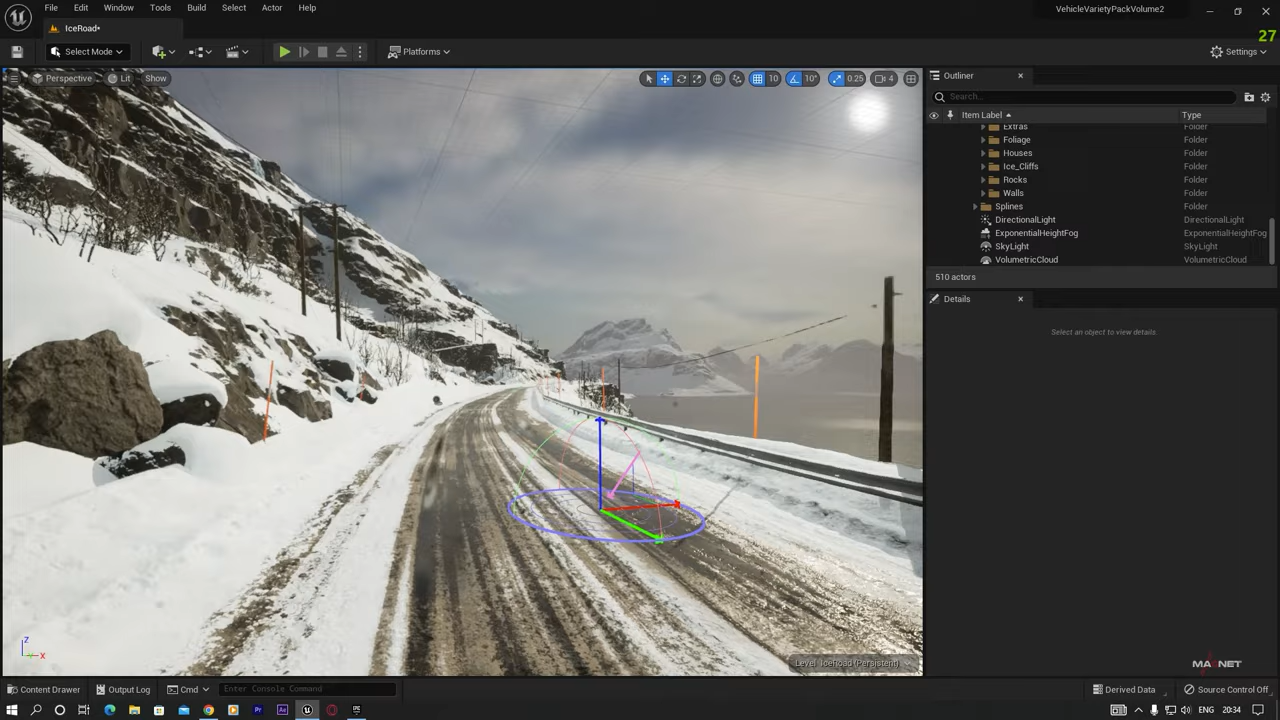 File Edit Window Tools Build Select Actor Help
VehicleVarietyPackVolume2
IceRoad*
27
Select Mode
Platforms
Settings
Perspective
Lit
Show
10
10°
0.25
4
Outliner
Search...
Item Label
Type
Extras
Folder
Foliage
Folder
Houses
Folder
Ice_Cliffs
Folder
Rocks
Folder
Walls
Folder
Splines
Folder
DirectionalLight
DirectionalLight
ExponentialHeightFog
ExponentialHeightFog
SkyLight
SkyLight
VolumetricCloud
VolumetricCloud
510 actors
Details
Select an object to view details.
Z
X
Level: IceRoad (Persistent)
MAGNET
Content Drawer
Output Log
Cmd
Enter Console Command
Derived Data
Source Control Off
ENG
20:34